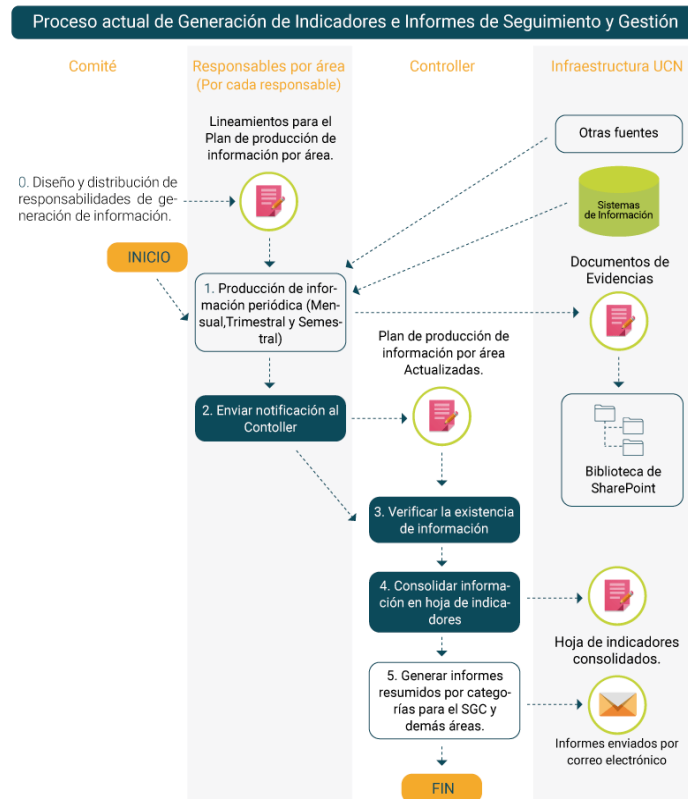 Proceso actual de Generación de Indicadores e Informes de Seguimiento y Gestión
Comité
Responsables por área
(Por cada responsable)
Controller
Infraestructura UCN
Lineamientos para el
Plan de producción de
información por área.
Otras fuentes
0. Diseño y distribución de
responsabilidades de ge-
neración de información.
Sistemas
de Información
INICIO
Documentos de
Evidencias
1. Producción de infor-
mación periódica (Men-
sual,Trimestral y Semes-
tral)
Plan de producción de
información por área
Actualizadas.
2. Enviar notificación al
Contoller
Biblioteca de
SharePoint
3. Verificar la existencia
de información
4. Consolidar informa-
ción en hoja de indica-
dores
Hoja de indicadores
consolidados.
5. Generar informes
resumidos por catego-
rías para el SGC y
demás áreas.
Informes enviados por
correo electrónico
FIN